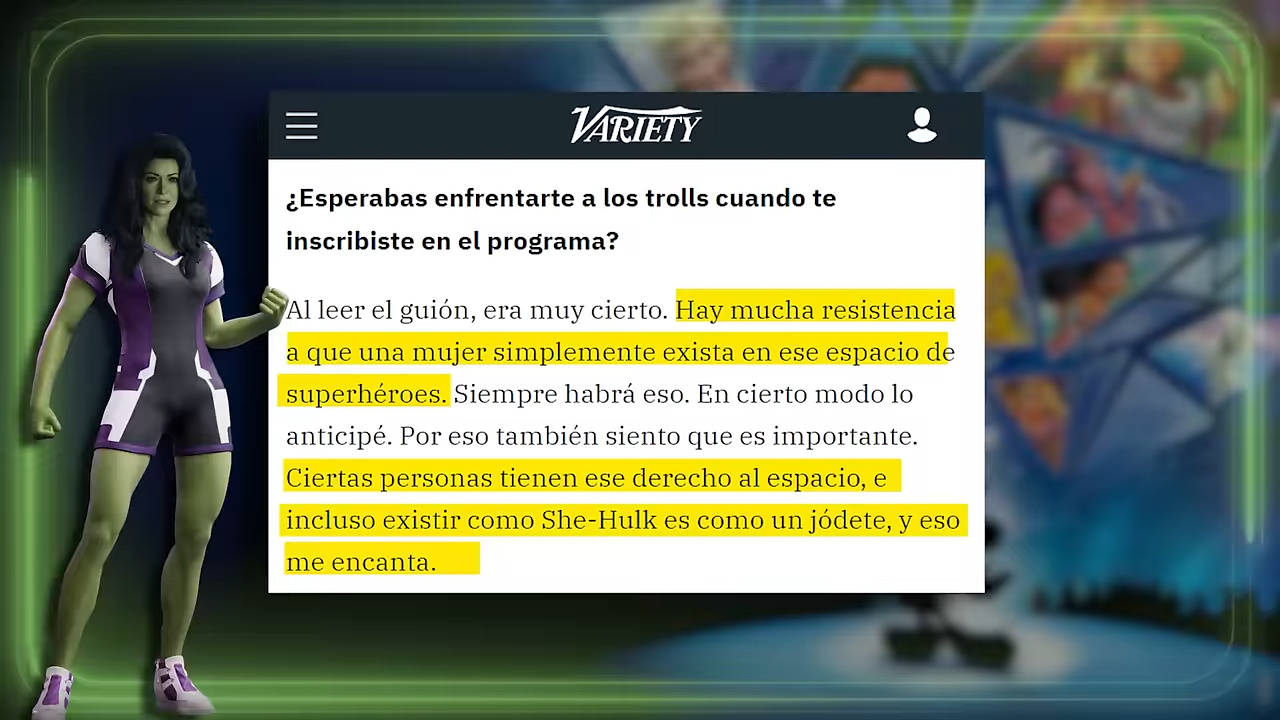 VARIETY
¿Esperabas enfrentarte a los trolls cuando te
inscribiste en el programa?
Al leer el guión, era muy cierto. Hay mucha resistencia
a que una mujer simplemente exista en ese espacio de
superhéroes. Siempre habrá eso. En cierto modo lo
anticipé. Por eso también siento que es importante.
Ciertas personas tienen ese derecho al espacio, e
incluso existir como She-Hulk es como un jódete, y eso
me encanta.